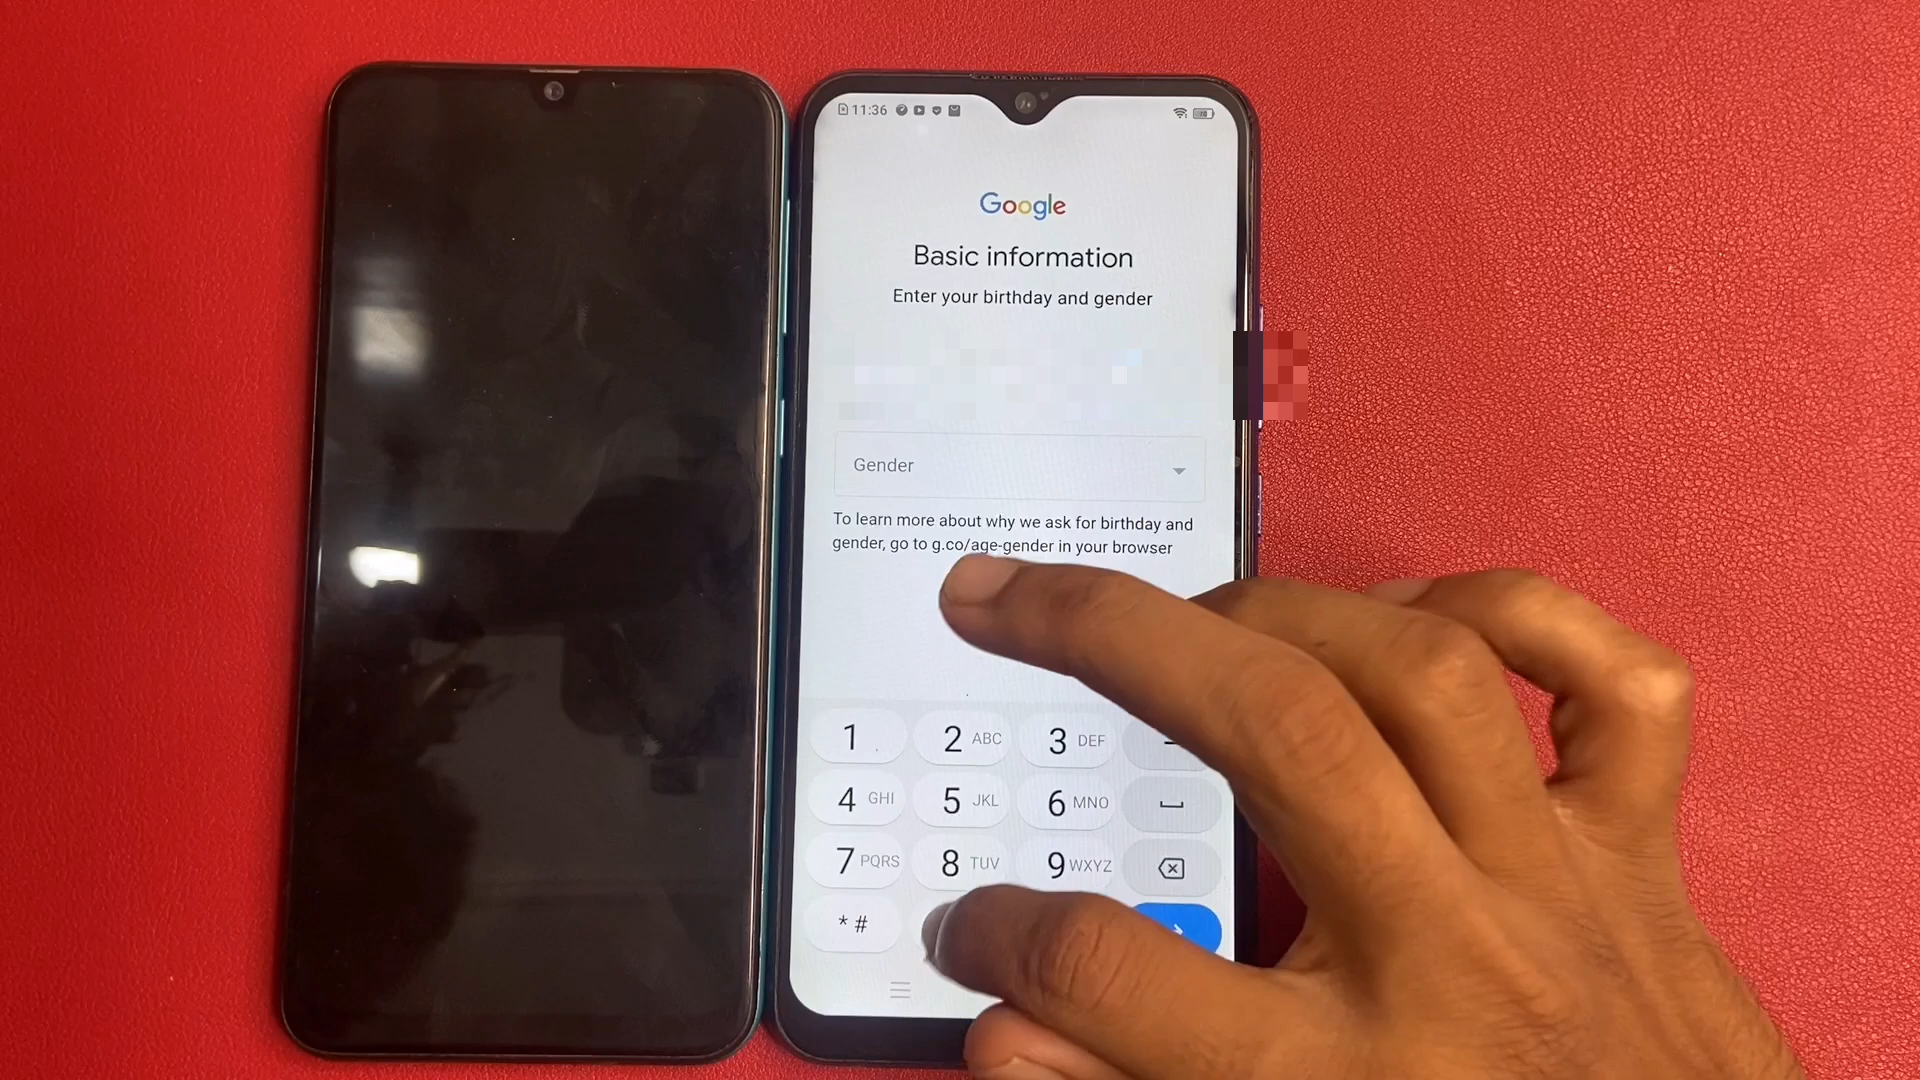 11:36
Google
Basic information
Enter your birthday and gender
Gender
To learn more about why we ask for birthday and
gender, go to g.co/age-gender in your browser
1 2 ABC 3 DEF
4 GHI 5 JKL 6 MNO
7 PQRS 8 TUV 9 WXYZ
* #